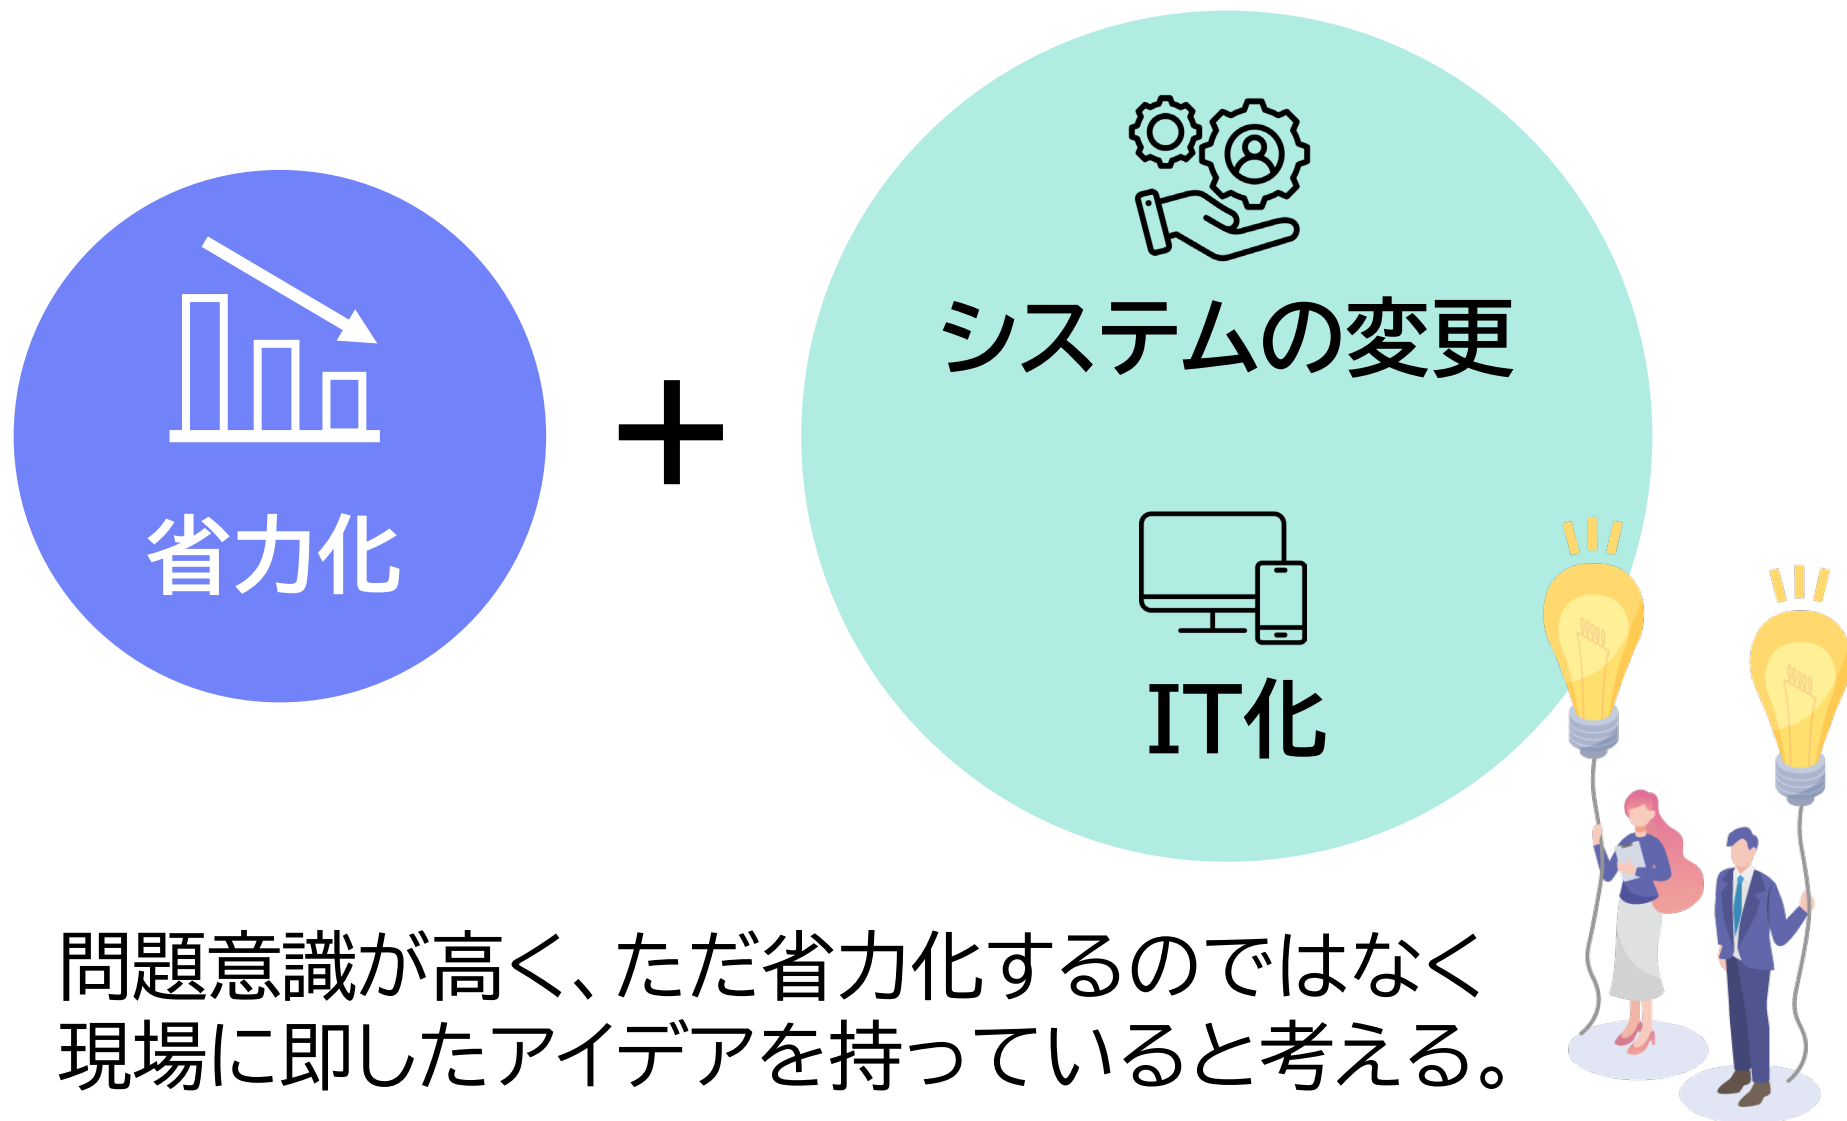 省力化
+
システムの変更
IT化
問題意識が高く、ただ省力化するのではなく
現場に即したアイデアを持っていると考える。